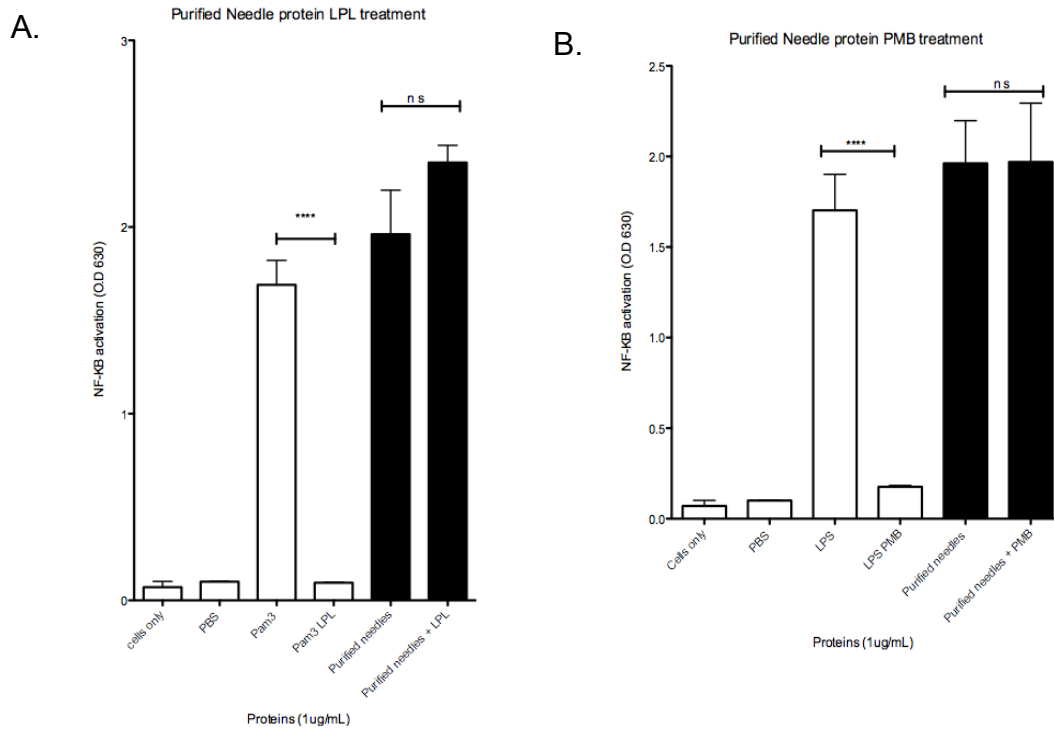 A.
Purified Needle protein LPL treatment
3
2
1
0
NF-KB activation (O.D 630)
****
n s
cells only
PBS
Pam3
Pam3 LPL
Purified needles
Purified needles + LPL
Proteins (1ug/mL)
B.
Purified Needle protein PMB treatment
2.5
2.0
1.5
1.0
0.5
0.0
NF-KB activation (O.D 630)
****
ns
Cells only
PBS
LPS
LPS PMB
Purified needles
Purified needles + PMB
Proteins (1ug/mL)